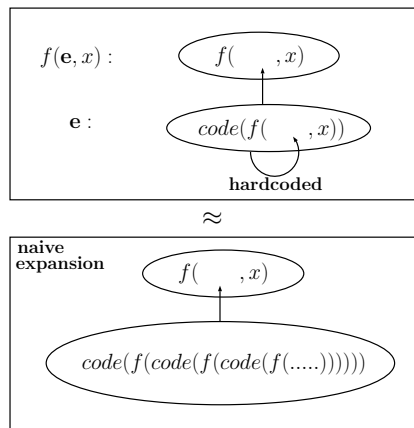 f(e, x) :
f( , x)
e :
code(f( , x))
hardcoded
≈
naive
expansion
f( , x)
code(f(code(f(code(f(.....))))))